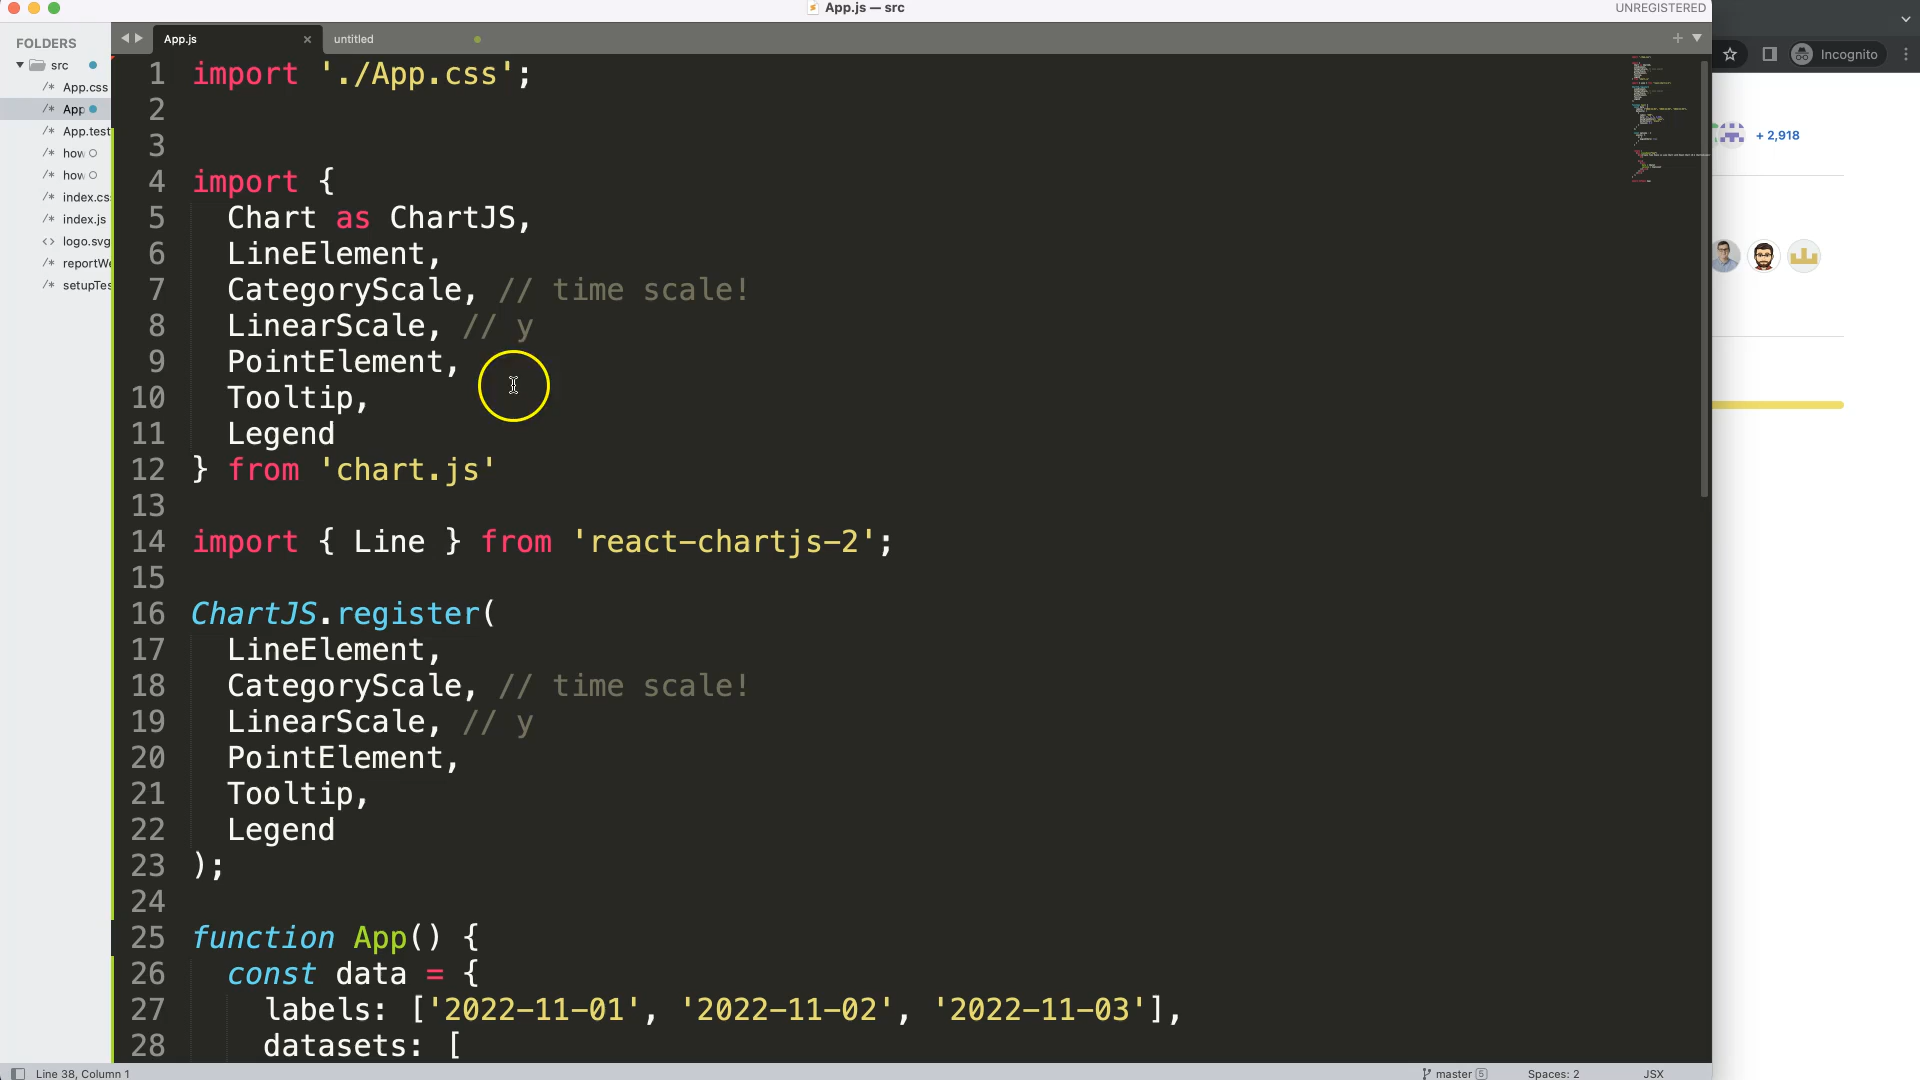 App.js — src
UNREGISTERED
FOLDERS
src
App.css
App
App.test
how
how
index.cs
index.js
logo.svg
reportWe
setupTes
App.js
untitled
Incognito
+ 2,918
1 import './App.css';
2
3
4 import {
5 Chart as ChartJS,
6 LineElement,
7 CategoryScale, // time scale!
8 LinearScale, // y
9 PointElement,
10 Tooltip,
11 Legend
12 } from 'chart.js'
13
14 import { Line } from 'react-chartjs-2';
15
16 ChartJS.register(
17 LineElement,
18 CategoryScale, // time scale!
19 LinearScale, // y
20 PointElement,
21 Tooltip,
22 Legend
23 );
24
25 function App() {
26 const data = {
27 labels: ['2022-11-01', '2022-11-02', '2022-11-03'],
28 datasets: [
Line 38, Column 1
master 5
Spaces: 2
JSX